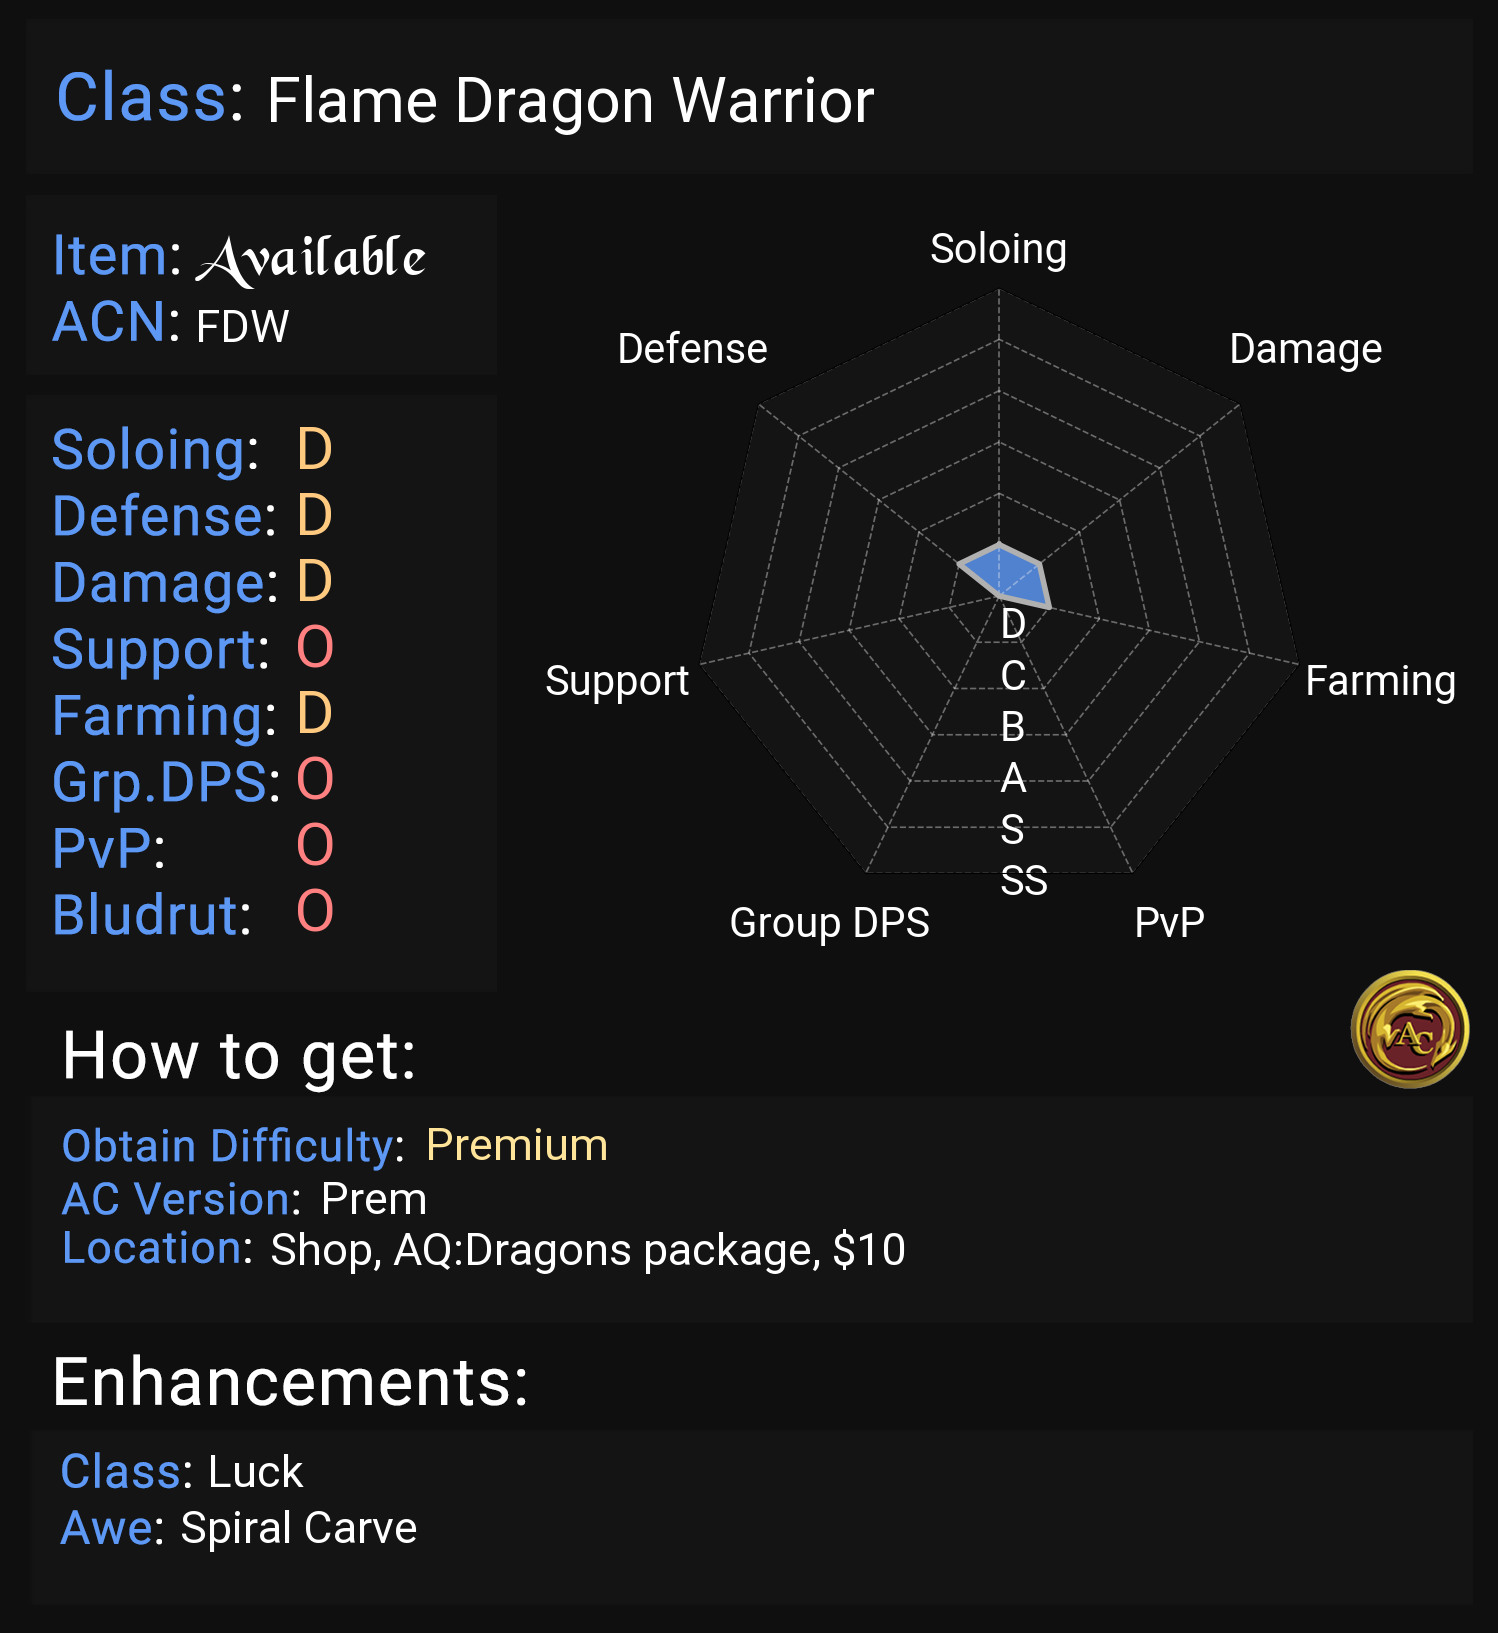 Class: Flame Dragon Warrior
Item: Available
ACN: FDW
Soloing: D
Defense: D
Damage: D
Support: O
Farming: D
Grp.DPS: O
PvP: O
Bludrut: O
Soloing
Defense
Damage
Support
Farming
Group DPS
PvP
D
C
B
A
S
SS
AC
How to get:
Obtain Difficulty: Premium
AC Version: Prem
Location: Shop, AQ:Dragons package, $10
Enhancements:
Class: Luck
Awe: Spiral Carve